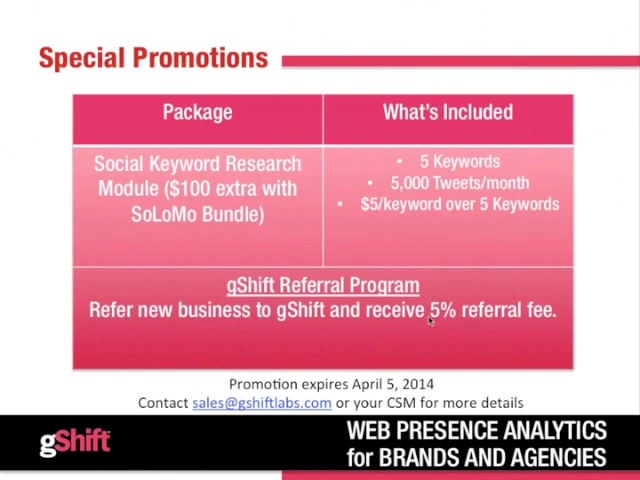 Special Promotions
Package
What's Included
Social Keyword Research
Module ($100 extra with
SoLoMo Bundle)
• 5 Keywords
• 5,000 Tweets/month
• $5/keyword over 5 Keywords
gShift Referral Program
Refer new business to gShift and receive 5% referral fee.
Promotion expires April 5, 2014
Contact sales@gshiftlabs.com or your CSM for more details
gShift
WEB PRESENCE ANALYTICS
for BRANDS AND AGENCIES